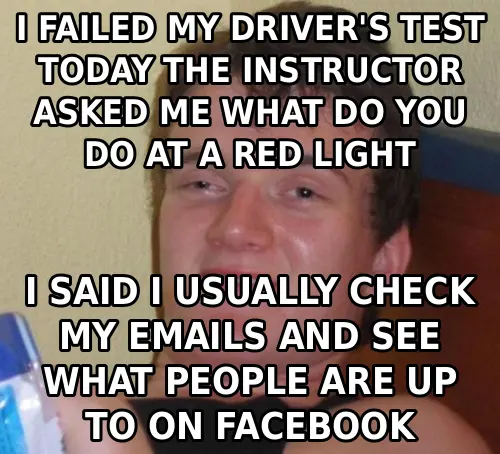 I FAILED MY DRIVER'S TEST
TODAY THE INSTRUCTOR
ASKED ME WHAT DO YOU
DO AT A RED LIGHT
I SAID I USUALLY CHECK
MY EMAILS AND SEE
WHAT PEOPLE ARE UP
TO ON FACEBOOK